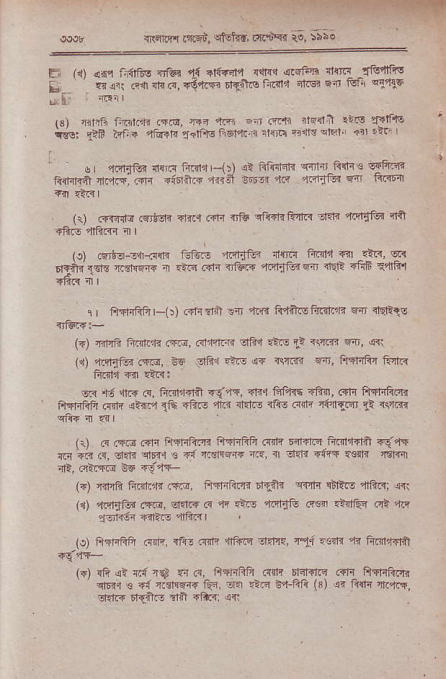 ৩৩৩৮ বাংলাদেশ গেজেট, অতিরিক্ত, সেপ্টেম্বর ২৩, ১৯৯০
(খ) এরূপ নির্বাচিত ব্যক্তির পূর্ব কার্যকলাপ যথাযথ এজেন্সির মাধ্যমে প্রতিপাদিত
হয় এবং দেখা যায় যে, কর্তৃপক্ষের চাকুরীতে নিয়োগ লাভের জন্য তিনি অনুপযুক্ত
নহেন।
(৪) সরাসরি নিয়োগের ক্ষেত্রে, সকল পদের জন্য দেশের রাজধানী হইতে প্রকাশিত
অন্ততঃ দুইটি দৈনিক পত্রিকার প্রকাশিত বিজ্ঞাপনের মাধ্যমে দরখাস্ত আহ্বান করা হইবে।
৬। পদোন্নতির মাধ্যমে নিয়োগ।—(১) এই বিধিমালার অন্যান্য বিধান ও তফসিলের
বিধানাবলী সাপেক্ষে, কোন কর্মচারীকে পরবর্তী উচ্চতর পদে পদোন্নতির জন্য বিবেচনা
করা হইবে।
(২) কেবলমাত্র জ্যেষ্ঠতার কারণে কোন ব্যক্তি অধিকার হিসাবে তাহার পদোন্নতির দাবী
করিতে পারিবেন না।
(৩) জ্যেষ্ঠতা-তথা-মেধার ভিত্তিতে পদোন্নতির মাধ্যমে নিয়োগ করা হইবে, তবে
চাকুরীর বৃত্তান্ত সন্তোষজনক না হইলে কোন ব্যক্তিকে পদোন্নতির জন্য বাছাই কমিটি সুপারিশ
করিবে না।
৭। শিক্ষানবিসি।—(১) কোন স্থায়ী শুন্য পদের বিপরীতে নিয়োগের জন্য বাছাইকৃত
ব্যক্তিকে:—
(ক) সরাসরি নিয়োগের ক্ষেত্রে, যোগদানের তারিখ হইতে দুই বৎসরের জন্য, এবং
(খ) পদোন্নতির ক্ষেত্রে, উক্ত তারিখ হইতে এক বৎসরের জন্য, শিক্ষানবিস হিসাবে
নিয়োগ করা হইবে:
তবে শর্ত থাকে যে, নিয়োগকারী কর্তৃপক্ষ, কারণ লিপিবদ্ধ করিয়া, কোন শিক্ষানবিসের
শিক্ষানবিসি মেয়াদ এইরূপে বৃদ্ধি করিতে পারে যাহাতে বর্ধিত মেয়াদ সর্বসাকুল্যে দুই বৎসরের
অধিক না হয়।
(২) যে ক্ষেত্রে কোন শিক্ষানবিসের শিক্ষানবিসি মেয়াদ চলাকালে নিয়োগকারী কর্তৃপক্ষ
মনে করে যে, তাহার আচরণ ও কর্ম সন্তোষজনক নহে, বা তাহার কর্মদক্ষ হওয়ার সম্ভাবনা
নাই, সেইক্ষেত্রে উক্ত কর্তৃপক্ষ—
(ক) সরাসরি নিয়োগের ক্ষেত্রে, শিক্ষানবিসের চাকুরীর অবসান ঘটাইতে পারিবে; এবং
(খ) পদোন্নতির ক্ষেত্রে, তাহাকে যে পদ হইতে পদোন্নতি দেওয়া হইয়াছিল সেই পদে
প্রত্যাবর্তন করাইতে পারিবে।
(৩) শিক্ষানবিসি মেয়াদ, বর্ধিত মেয়াদ থাকিলে তাহাসহ, সম্পূর্ণ হওয়ার পর নিয়োগকারী
কর্তৃপক্ষ—
(ক) যদি এই মর্মে সন্তুষ্ট হন যে, শিক্ষানবিসি মেয়াদ চলাকালে কোন শিক্ষানবিসের
আচরণ ও কর্ম সন্তোষজনক ছিল, তাহা হইলে উপ-বিধি (৪) এর বিধান সাপেক্ষে,
তাহাকে চাকুরীতে স্থায়ী করিবে; এবং